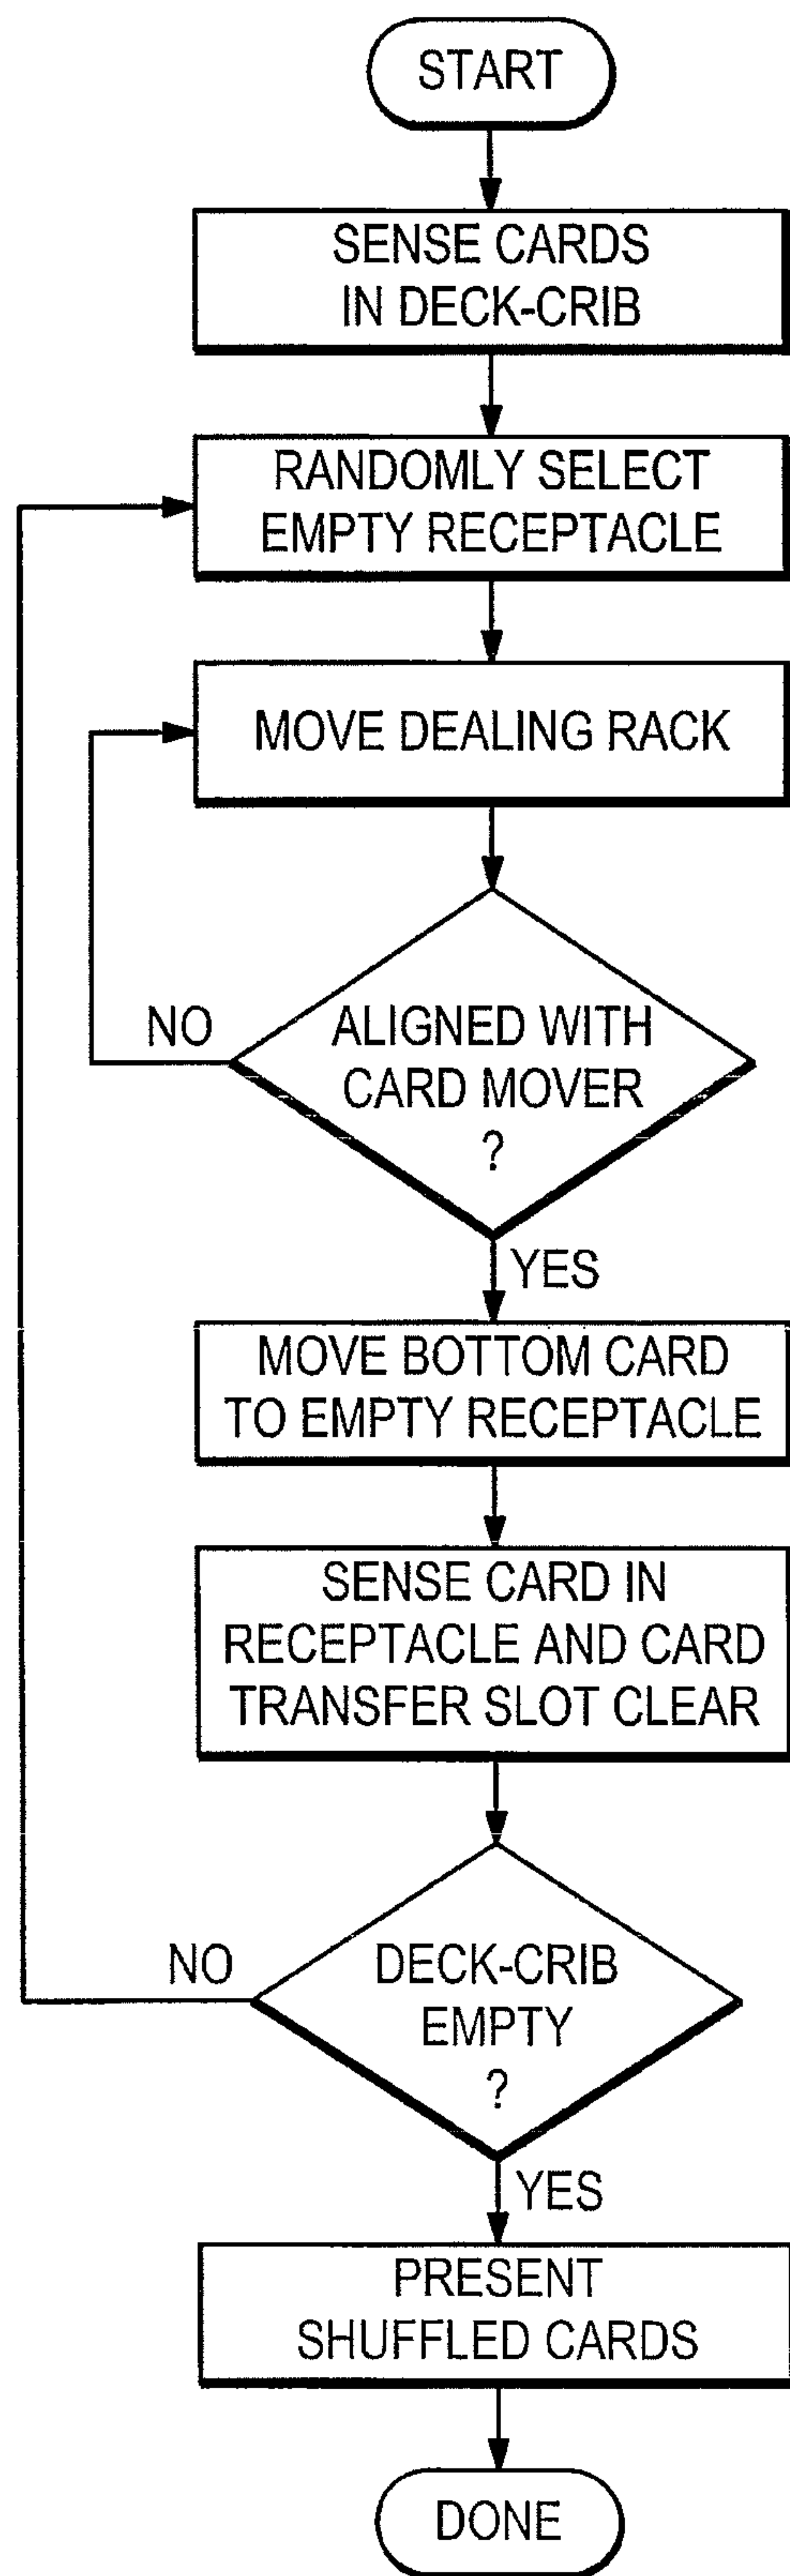 START
SENSE CARDS
IN DECK-CRIB
RANDOMLY SELECT
EMPTY RECEPTACLE
MOVE DEALING RACK
NO
ALIGNED WITH
CARD MOVER
?
YES
MOVE BOTTOM CARD
TO EMPTY RECEPTACLE
SENSE CARD IN
RECEPTACLE AND CARD
TRANSFER SLOT CLEAR
NO
DECK-CRIB
EMPTY
?
YES
PRESENT
SHUFFLED CARDS
DONE